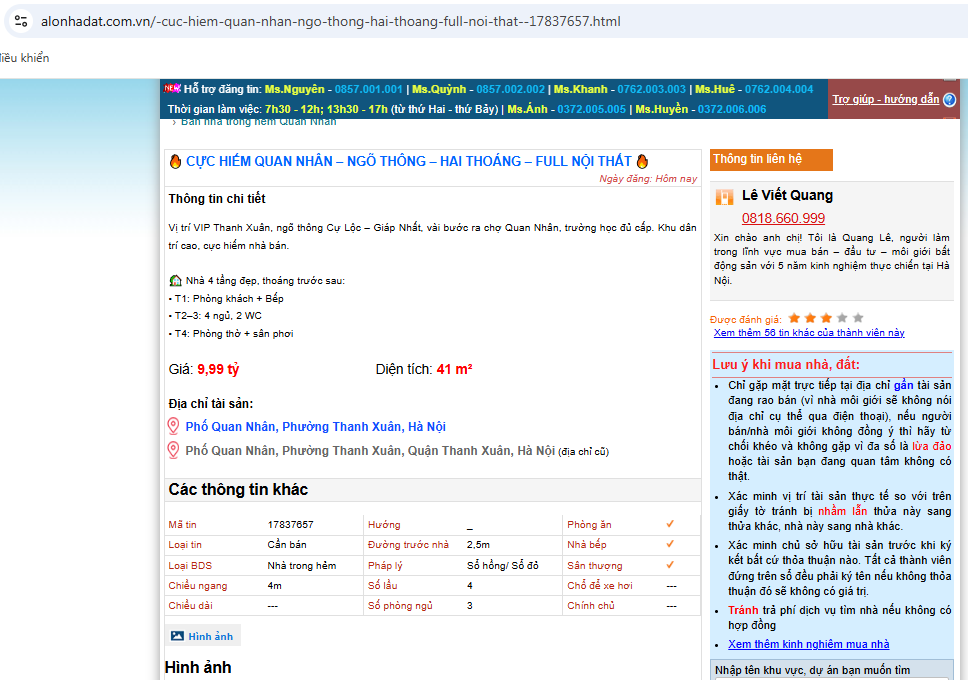 alonhadat.com.vn/-cuc-hiem-quan-nhan-ngo-thong-hai-thoang-full-noi-that--17837657.html
iều khiển
NEW Hỗ trợ đăng tin: Ms.Nguyên - 0857.001.001 | Ms.Quỳnh - 0857.002.002 | Ms.Khanh - 0762.003.003 | Ms.Huê - 0762.004.004
Thời gian làm việc: 7h30 - 12h; 13h30 - 17h (từ thứ Hai - thứ Bảy) | Ms.Ánh - 0372.005.005 | Ms.Huyền - 0372.006.006
Trợ giúp - hướng dẫn ?
› Bán nhà trong hẻm Quan Nhân
CỰC HIẾM QUAN NHÂN – NGÕ THÔNG – HAI THOÁNG – FULL NỘI THẤT
Ngày đăng: Hôm nay
Thông tin chi tiết
Vị trí VIP Thanh Xuân, ngõ thông Cự Lộc – Giáp Nhất, vài bước ra chợ Quan Nhân, trường học đủ cấp. Khu dân
trí cao, cực hiếm nhà bán.
Nhà 4 tầng đẹp, thoáng trước sau:
• T1: Phòng khách + Bếp
• T2–3: 4 ngủ, 2 WC
• T4: Phòng thờ + sân phơi
Giá: 9,99 tỷ Diện tích: 41 m²
Địa chỉ tài sản:
Phố Quan Nhân, Phường Thanh Xuân, Hà Nội
Phố Quan Nhân, Phường Thanh Xuân, Quận Thanh Xuân, Hà Nội (địa chỉ cũ)
Các thông tin khác
Mã tin 17837657 Hướng _ Phòng ăn ✓
Loại tin Cần bán Đường trước nhà 2,5m Nhà bếp ✓
Loại BDS Nhà trong hẻm Pháp lý Sổ hồng/ Sổ đỏ Sân thượng ✓
Chiều ngang 4m Số lầu 4 Chổ để xe hơi ---
Chiều dài --- Số phòng ngủ 3 Chính chủ ---
Hình ảnh
Hình ảnh
Thông tin liên hệ
Lê Viết Quang
0818.660.999
Xin chào anh chị! Tôi là Quang Lê, người làm
trong lĩnh vực mua bán – đầu tư – môi giới bất
động sản với 5 năm kinh nghiệm thực chiến tại Hà
Nội.
Được đánh giá:
Xem thêm 56 tin khác của thành viên này
Lưu ý khi mua nhà, đất:
• Chỉ gặp mặt trực tiếp tại địa chỉ gần tài sản
đang rao bán (vì nhà môi giới sẽ không nói
địa chỉ cụ thể qua điện thoại), nếu người
bán/nhà môi giới không đồng ý thì hãy từ
chối khéo và không gặp vì đa số là lừa đảo
hoặc tài sản bạn đang quan tâm không có
thật.
• Xác minh vị trí tài sản thực tế so với trên
giấy tờ tránh bị nhầm lẫn thửa này sang
thửa khác, nhà này sang nhà khác.
• Xác minh chủ sở hữu tài sản trước khi ký
kết bất cứ thỏa thuận nào. Tất cả thành viên
đứng trên sổ đều phải ký tên nếu không thỏa
thuận đó sẽ không có giá trị.
• Tránh trả phí dịch vụ tìm nhà nếu không có
hợp đồng
• Xem thêm kinh nghiệm mua nhà
Nhập tên khu vực, dự án bạn muốn tìm